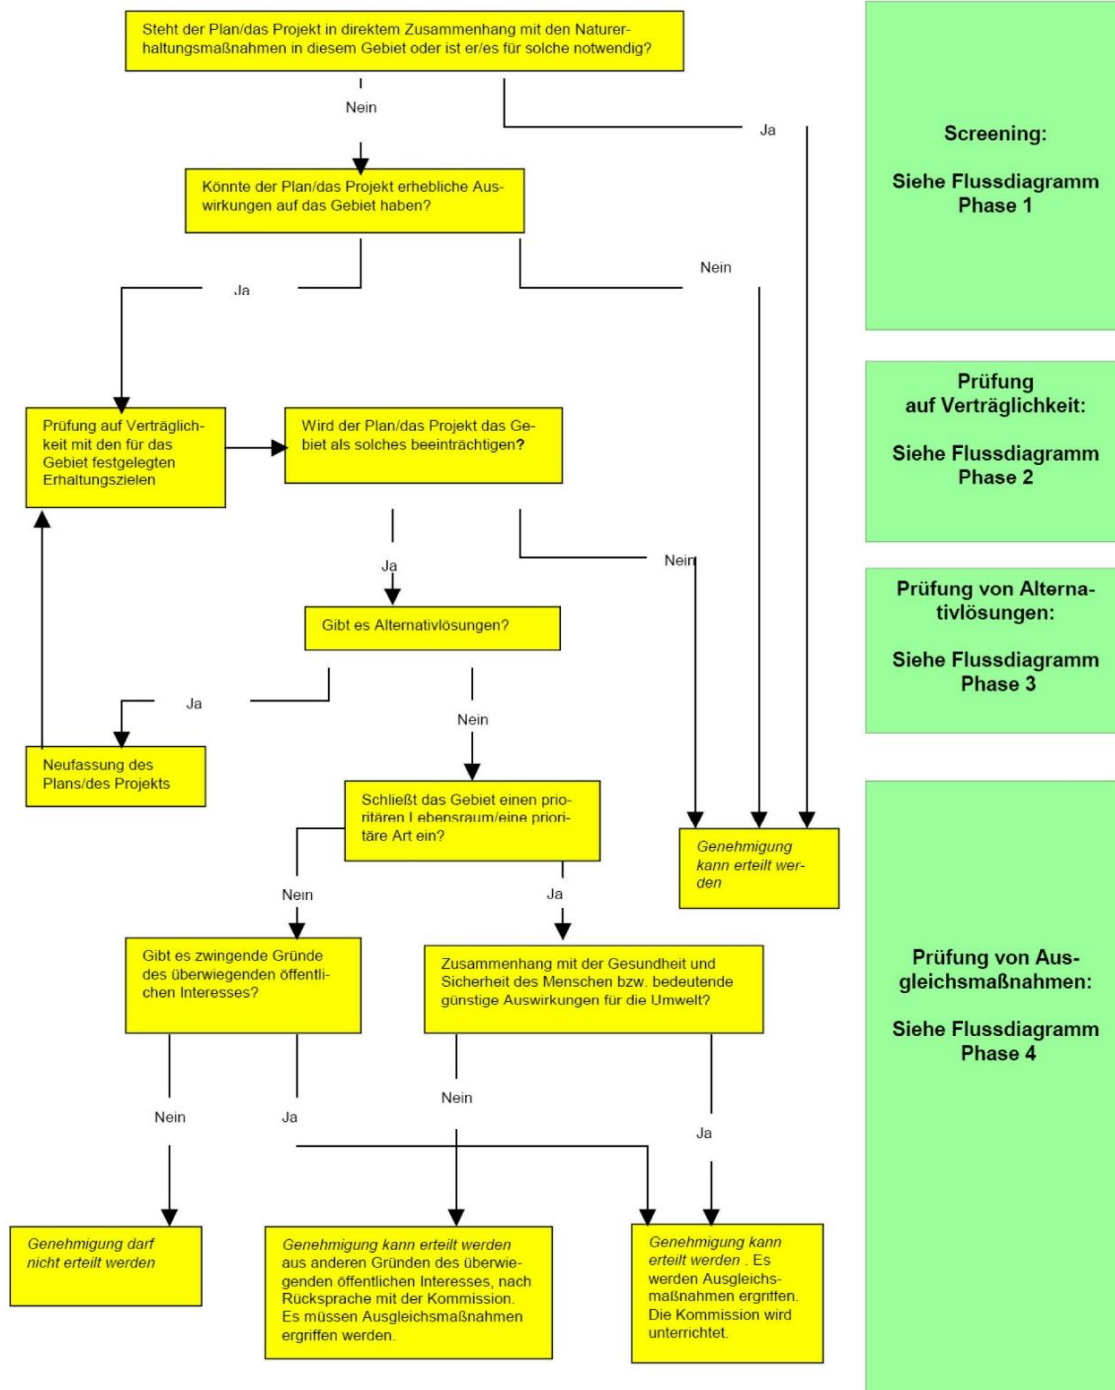 Steht der Plan/das Projekt in direktem Zusammenhang mit den Naturer-
haltungsmaßnahmen in diesem Gebiet oder ist er/es für solche notwendig?
Nein
Ja
Könnte der Plan/das Projekt erhebliche Aus-
wirkungen auf das Gebiet haben?
Ja
Nein
Prüfung auf Verträglich-
keit mit den für das
Gebiet festgelegten
Erhaltungszielen
Wird der Plan/das Projekt das Ge-
biet als solches beeinträchtigen?
Ja
Nein
Gibt es Alternativlösungen?
Ja
Nein
Neufassung des
Plans/des Projekts
Schließt das Gebiet einen prio-
ritären Lebensraum/eine priori-
täre Art ein?
Genehmigung
kann erteilt wer-
den
Nein
Ja
Gibt es zwingende Gründe
des überwiegenden öffentli-
chen Interesses?
Zusammenhang mit der Gesundheit und
Sicherheit des Menschen bzw. bedeutende
günstige Auswirkungen für die Umwelt?
Nein
Ja
Nein
Ja
Genehmigung darf
nicht erteilt werden
Genehmigung kann erteilt werden
aus anderen Gründen des überwie-
genden öffentlichen Interesses, nach
Rücksprache mit der Kommission.
Es müssen Ausgleichsmaßnahmen
ergriffen werden.
Genehmigung kann
erteilt werden . Es
werden Ausgleichs-
maßnahmen ergriffen.
Die Kommission wird
unterrichtet.
Screening:
Siehe Flussdiagramm
Phase 1
Prüfung
auf Verträglichkeit:
Siehe Flussdiagramm
Phase 2
Prüfung von Alterna-
tivlösungen:
Siehe Flussdiagramm
Phase 3
Prüfung von Aus-
gleichsmaßnahmen:
Siehe Flussdiagramm
Phase 4